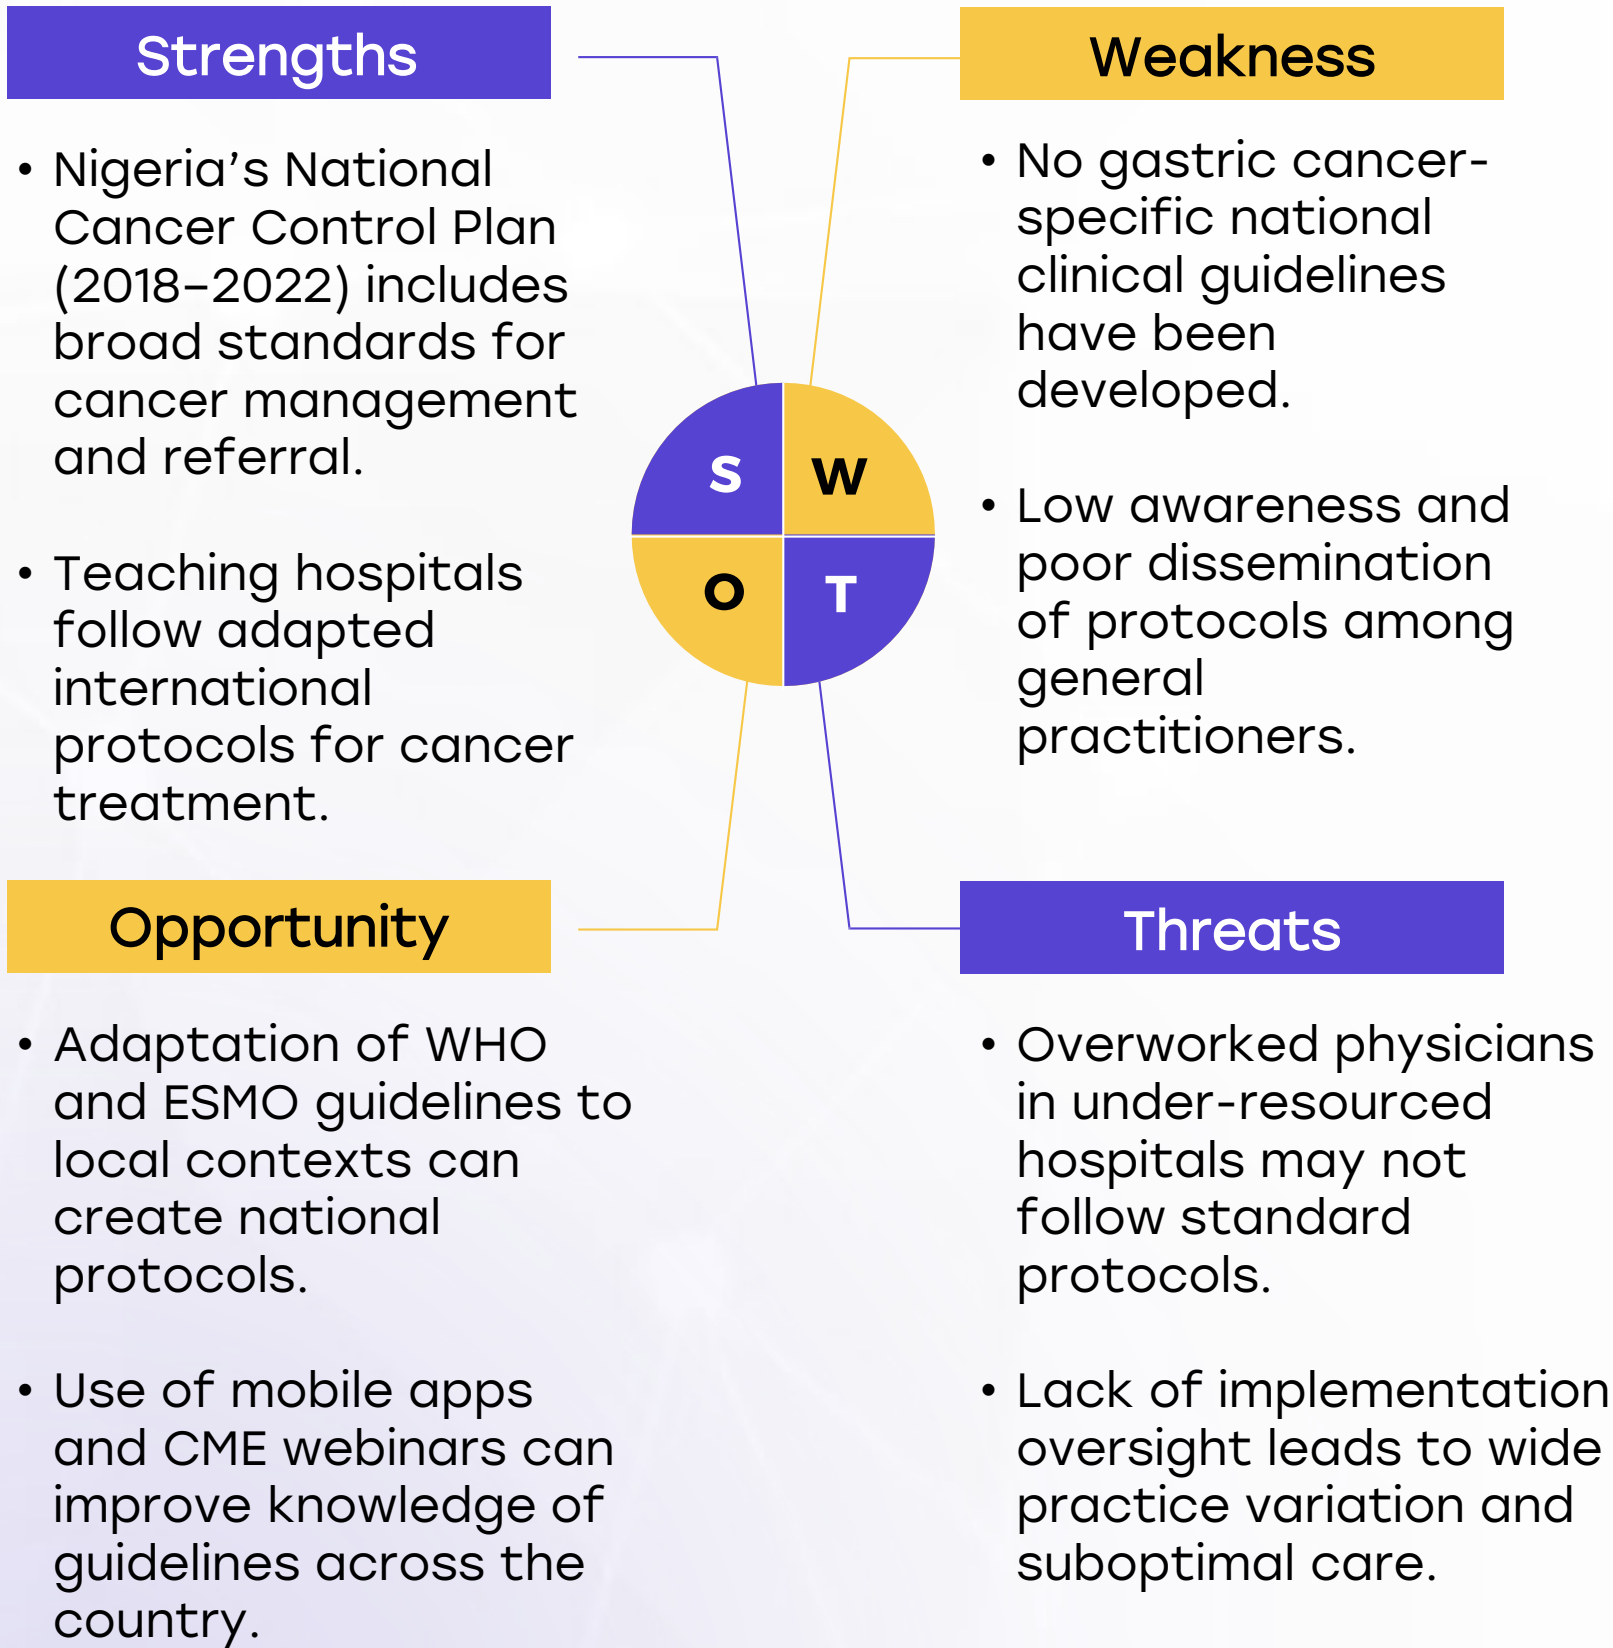 Strengths
• Nigeria’s National
Cancer Control Plan
(2018–2022) includes
broad standards for
cancer management
and referral.
• Teaching hospitals
follow adapted
international
protocols for cancer
treatment.
Weakness
• No gastric cancer-
specific national
clinical guidelines
have been
developed.
• Low awareness and
poor dissemination
of protocols among
general
practitioners.
S
W
O
T
Opportunity
• Adaptation of WHO
and ESMO guidelines to
local contexts can
create national
protocols.
• Use of mobile apps
and CME webinars can
improve knowledge of
guidelines across the
country.
Threats
• Overworked physicians
in under-resourced
hospitals may not
follow standard
protocols.
• Lack of implementation
oversight leads to wide
practice variation and
suboptimal care.